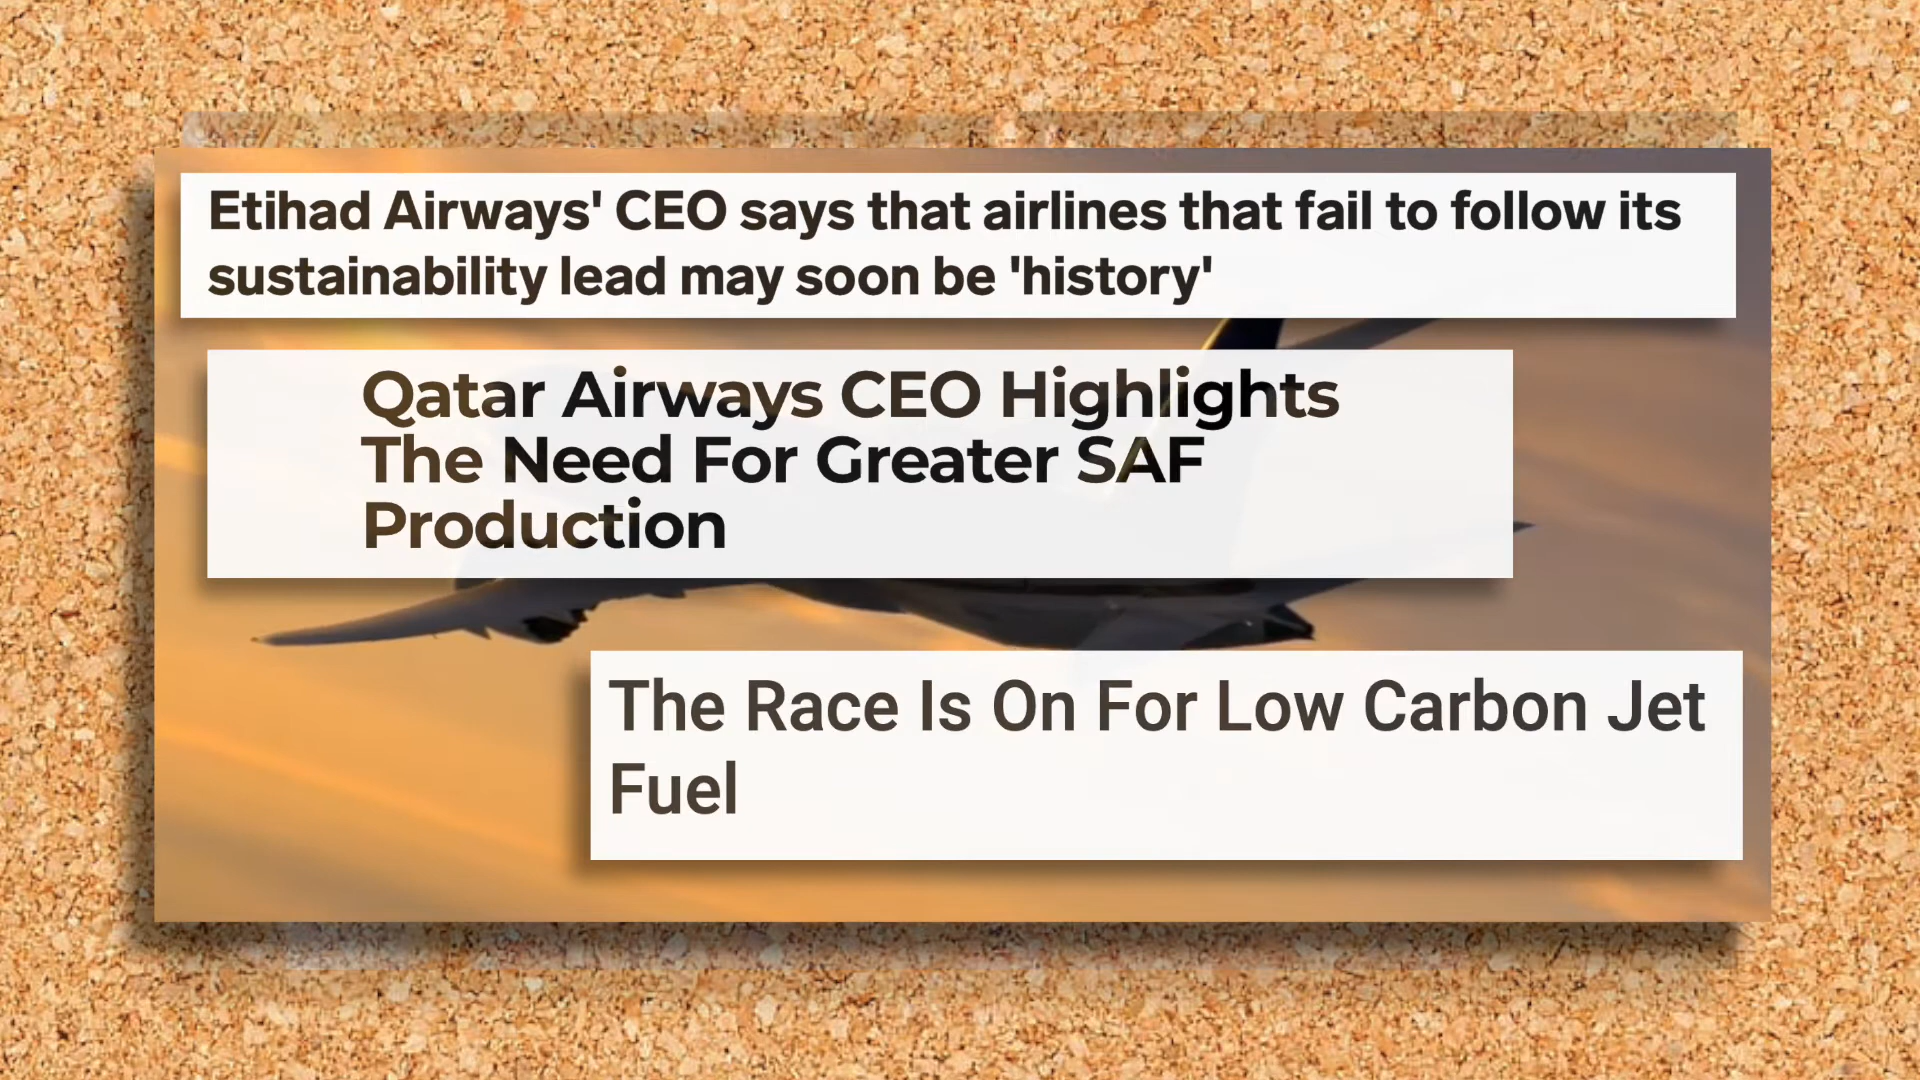 Etihad Airways' CEO says that airlines that fail to follow its
sustainability lead may soon be 'history'
Qatar Airways CEO Highlights
The Need For Greater SAF
Production
The Race Is On For Low Carbon Jet
Fuel